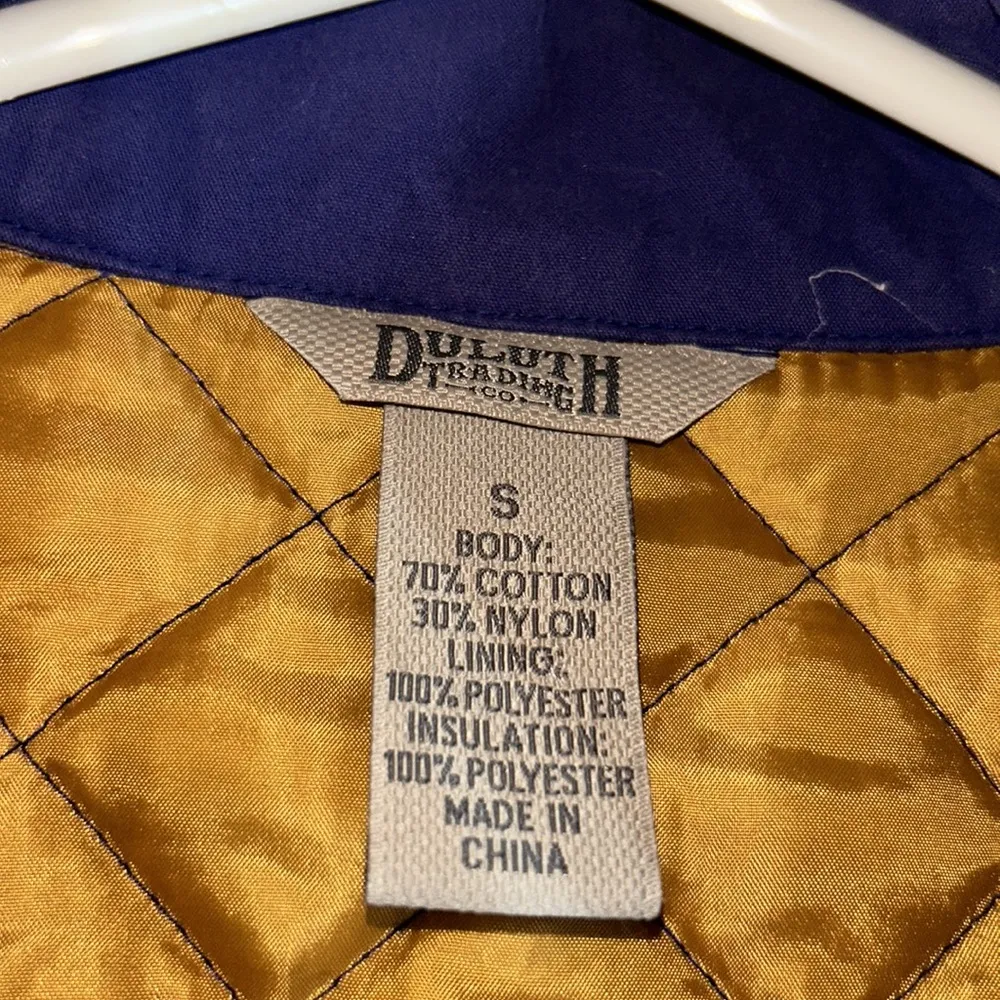 DULUTH
TRADING
CO
S
BODY:
70% COTTON
30% NYLON
LINING:
100% POLYESTER
INSULATION:
100% POLYESTER
MADE IN
CHINA